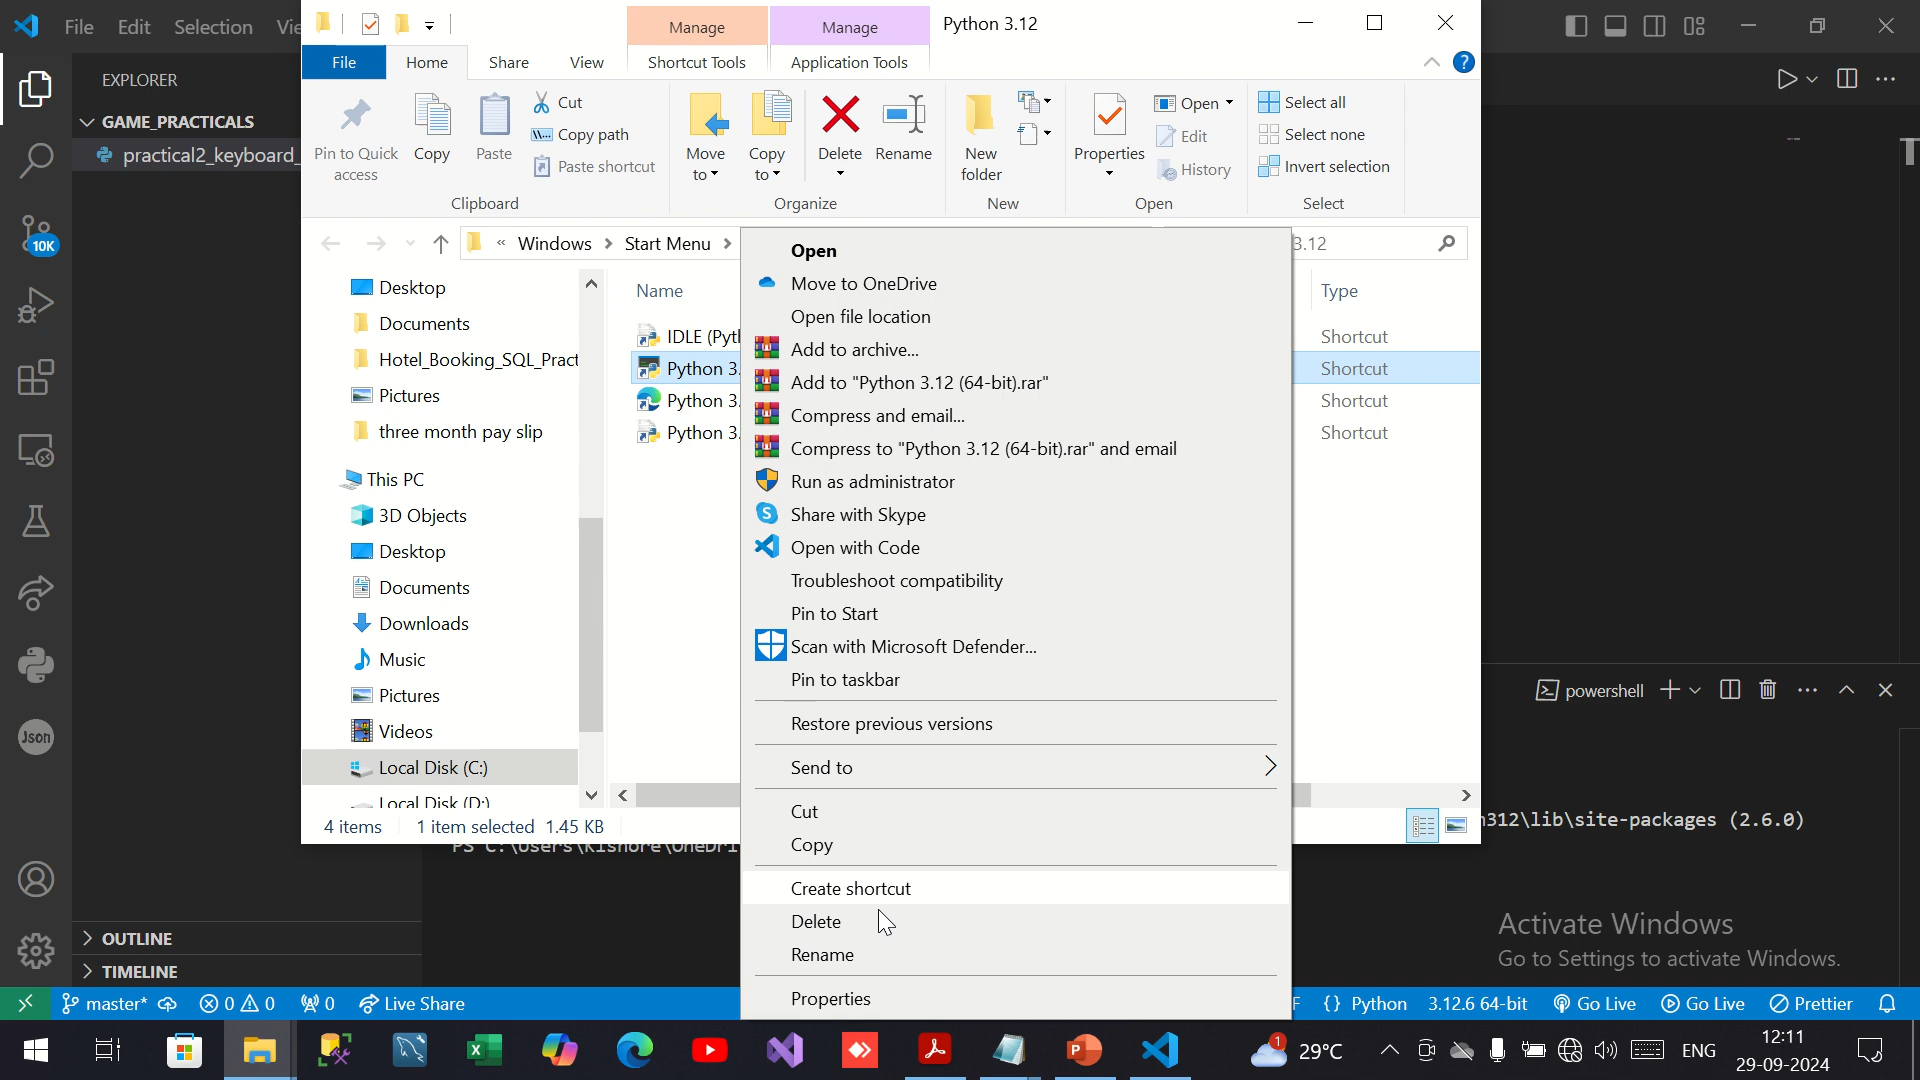 File Edit Selection Vie
Manage Manage Python 3.12
File Home Share View Shortcut Tools Application Tools
EXPLORER
GAME_PRACTICALS
practical2_keyboard_
Pin to Quick access
Copy
Paste
Cut
Copy path
Paste shortcut
Clipboard
Move to
Copy to
Delete
Rename
Organize
New folder
New
Properties
Open
Edit
History
Open
Select all
Select none
Invert selection
Select
« Windows > Start Menu >
3.12
Name Type
IDLE (Pyth Shortcut
Python 3. Shortcut
Python 3. Shortcut
Python 3. Shortcut
Desktop
Documents
Hotel_Booking_SQL_Pract
Pictures
three month pay slip
This PC
3D Objects
Desktop
Documents
Downloads
Music
Pictures
Videos
Local Disk (C:)
Local Disk (D:)
4 items 1 item selected 1.45 KB
Open
Move to OneDrive
Open file location
Add to archive...
Add to "Python 3.12 (64-bit).rar"
Compress and email...
Compress to "Python 3.12 (64-bit).rar" and email
Run as administrator
Share with Skype
Open with Code
Troubleshoot compatibility
Pin to Start
Scan with Microsoft Defender...
Pin to taskbar
Restore previous versions
Send to
Cut
Copy
Create shortcut
Delete
Rename
Properties
10K
Json
powershell
n312\lib\site-packages (2.6.0)
PS C:\Users\Kishore\OneDri
OUTLINE
TIMELINE
Activate Windows
Go to Settings to activate Windows.
master* 0 0 0 Live Share
F {} Python 3.12.6 64-bit Go Live Go Live Prettier
1 29°C ENG 12:11
29-09-2024